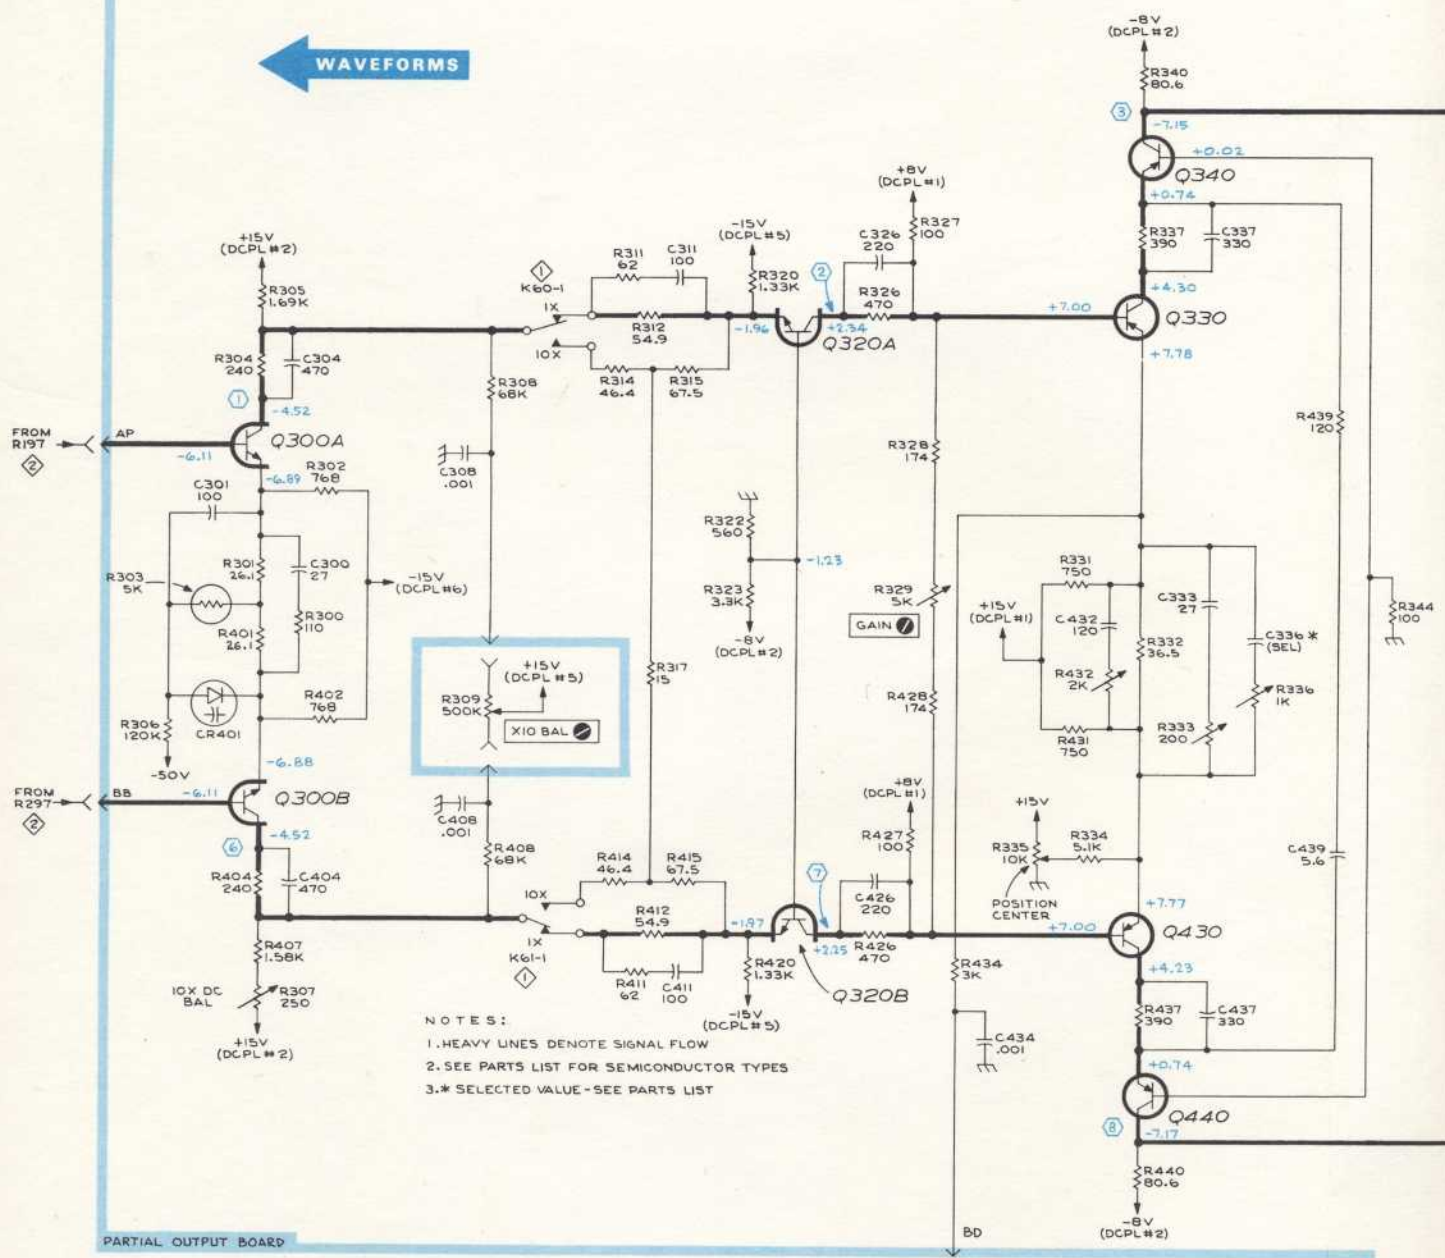 -8V
(DCPL #2)
WAVEFORMS
R340
80.6
3
-7.15
+0.02
Q340
+0.74
+8V
(DCPL #1)
R327
100
-15V
(DCPL #5)
C326
220
R337
390
C337
330
+15V
(DCPL #2)
R311
62
C311
100
1
K60-1
R320
1.33K
2
R305
1.69K
1X
R326
470
+4.30
+7.00
Q330
R312
54.9
-1.96
+2.34
Q320A
10X
+7.78
R304
240
C304
470
R314
46.4
R315
67.5
R308
68K
1
-4.52
R439
120
FROM
R197
2
AP
Q300A
-6.11
R328
174
-6.89
R302
768
C308
.001
C301
100
R322
560
-1.23
R301
26.1
C300
27
R303
5K
-15V
(DCPL #6)
R331
750
R323
3.3K
R329
5K
C333
27
R300
110
+15V
(DCPL #1)
C432
120
R344
100
GAIN
R401
26.1
R332
36.5
C336 *
(SEL)
-8V
(DCPL #2)
+15V
(DCPL #5)
R317
15
R432
2K
R336
1K
R309
500K
R402
768
R428
174
R306
120K
CR401
X10 BAL
R431
750
R333
200
-50V
-6.88
+8V
(DCPL #1)
FROM
R297
2
BB
-6.11
Q300B
+15V
C408
.001
-4.52
R427
100
R334
5.1K
6
R408
68K
R414
46.4
R415
67.5
R335
10K
C439
5.6
R404
240
C404
470
7
C426
220
10X
POSITION
CENTER
R412
54.9
-1.97
+7.77
+7.00
Q430
1X
K61-1
1
+2.25
R426
470
R407
1.58K
R420
1.33K
R434
3K
+4.23
R411
62
C411
100
10X DC
BAL
R307
250
Q320B
R437
390
C437
330
NOTES:
-15V
(DCPL #5)
+15V
(DCPL #2)
1. HEAVY LINES DENOTE SIGNAL FLOW
C434
.001
2. SEE PARTS LIST FOR SEMICONDUCTOR TYPES
+0.74
3.* SELECTED VALUE - SEE PARTS LIST
Q440
8
-7.17
R440
80.6
-8V
(DCPL #2)
BD
PARTIAL OUTPUT BOARD